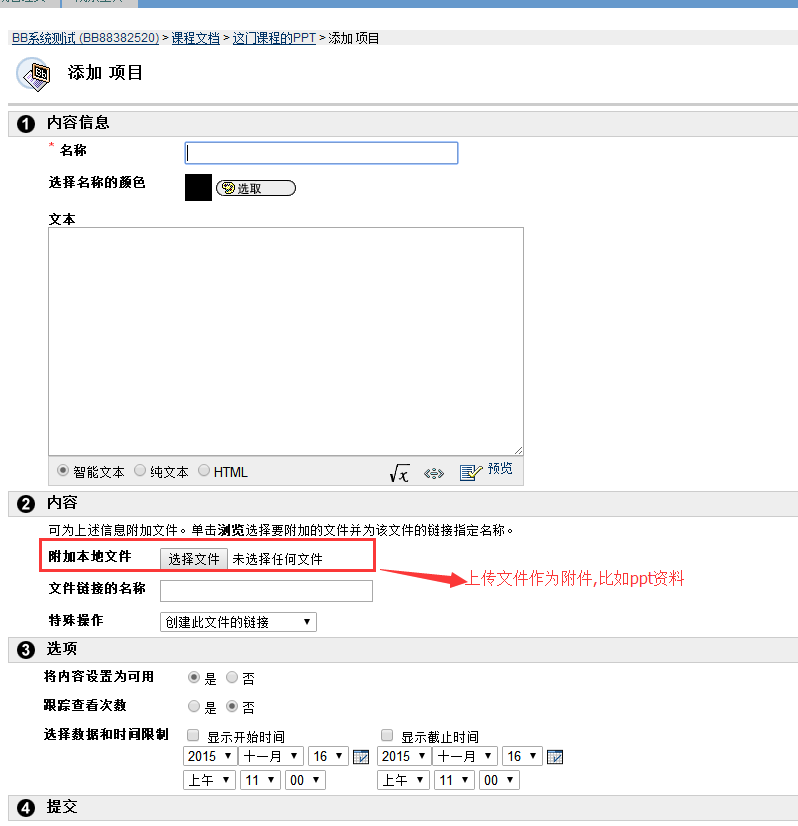 BB系统测试 (BB88382520) > 课程文档 > 这门课程的PPT > 添加 项目
添加 项目
1 内容信息
* 名称
选择名称的颜色 选取
文本
智能文本 纯文本 HTML √x 预览
2 内容
可为上述信息附加文件。单击浏览选择要附加的文件并为该文件的链接指定名称。
附加本地文件 选择文件 未选择任何文件
上传文件作为附件,比如ppt资料
文件链接的名称
特殊操作 创建此文件的链接
3 选项
将内容设置为可用 是 否
跟踪查看次数 是 否
选择数据和时间限制 显示开始时间 显示截止时间
2015 十一月 16 2015 十一月 16
上午 11 00 上午 11 00
4 提交